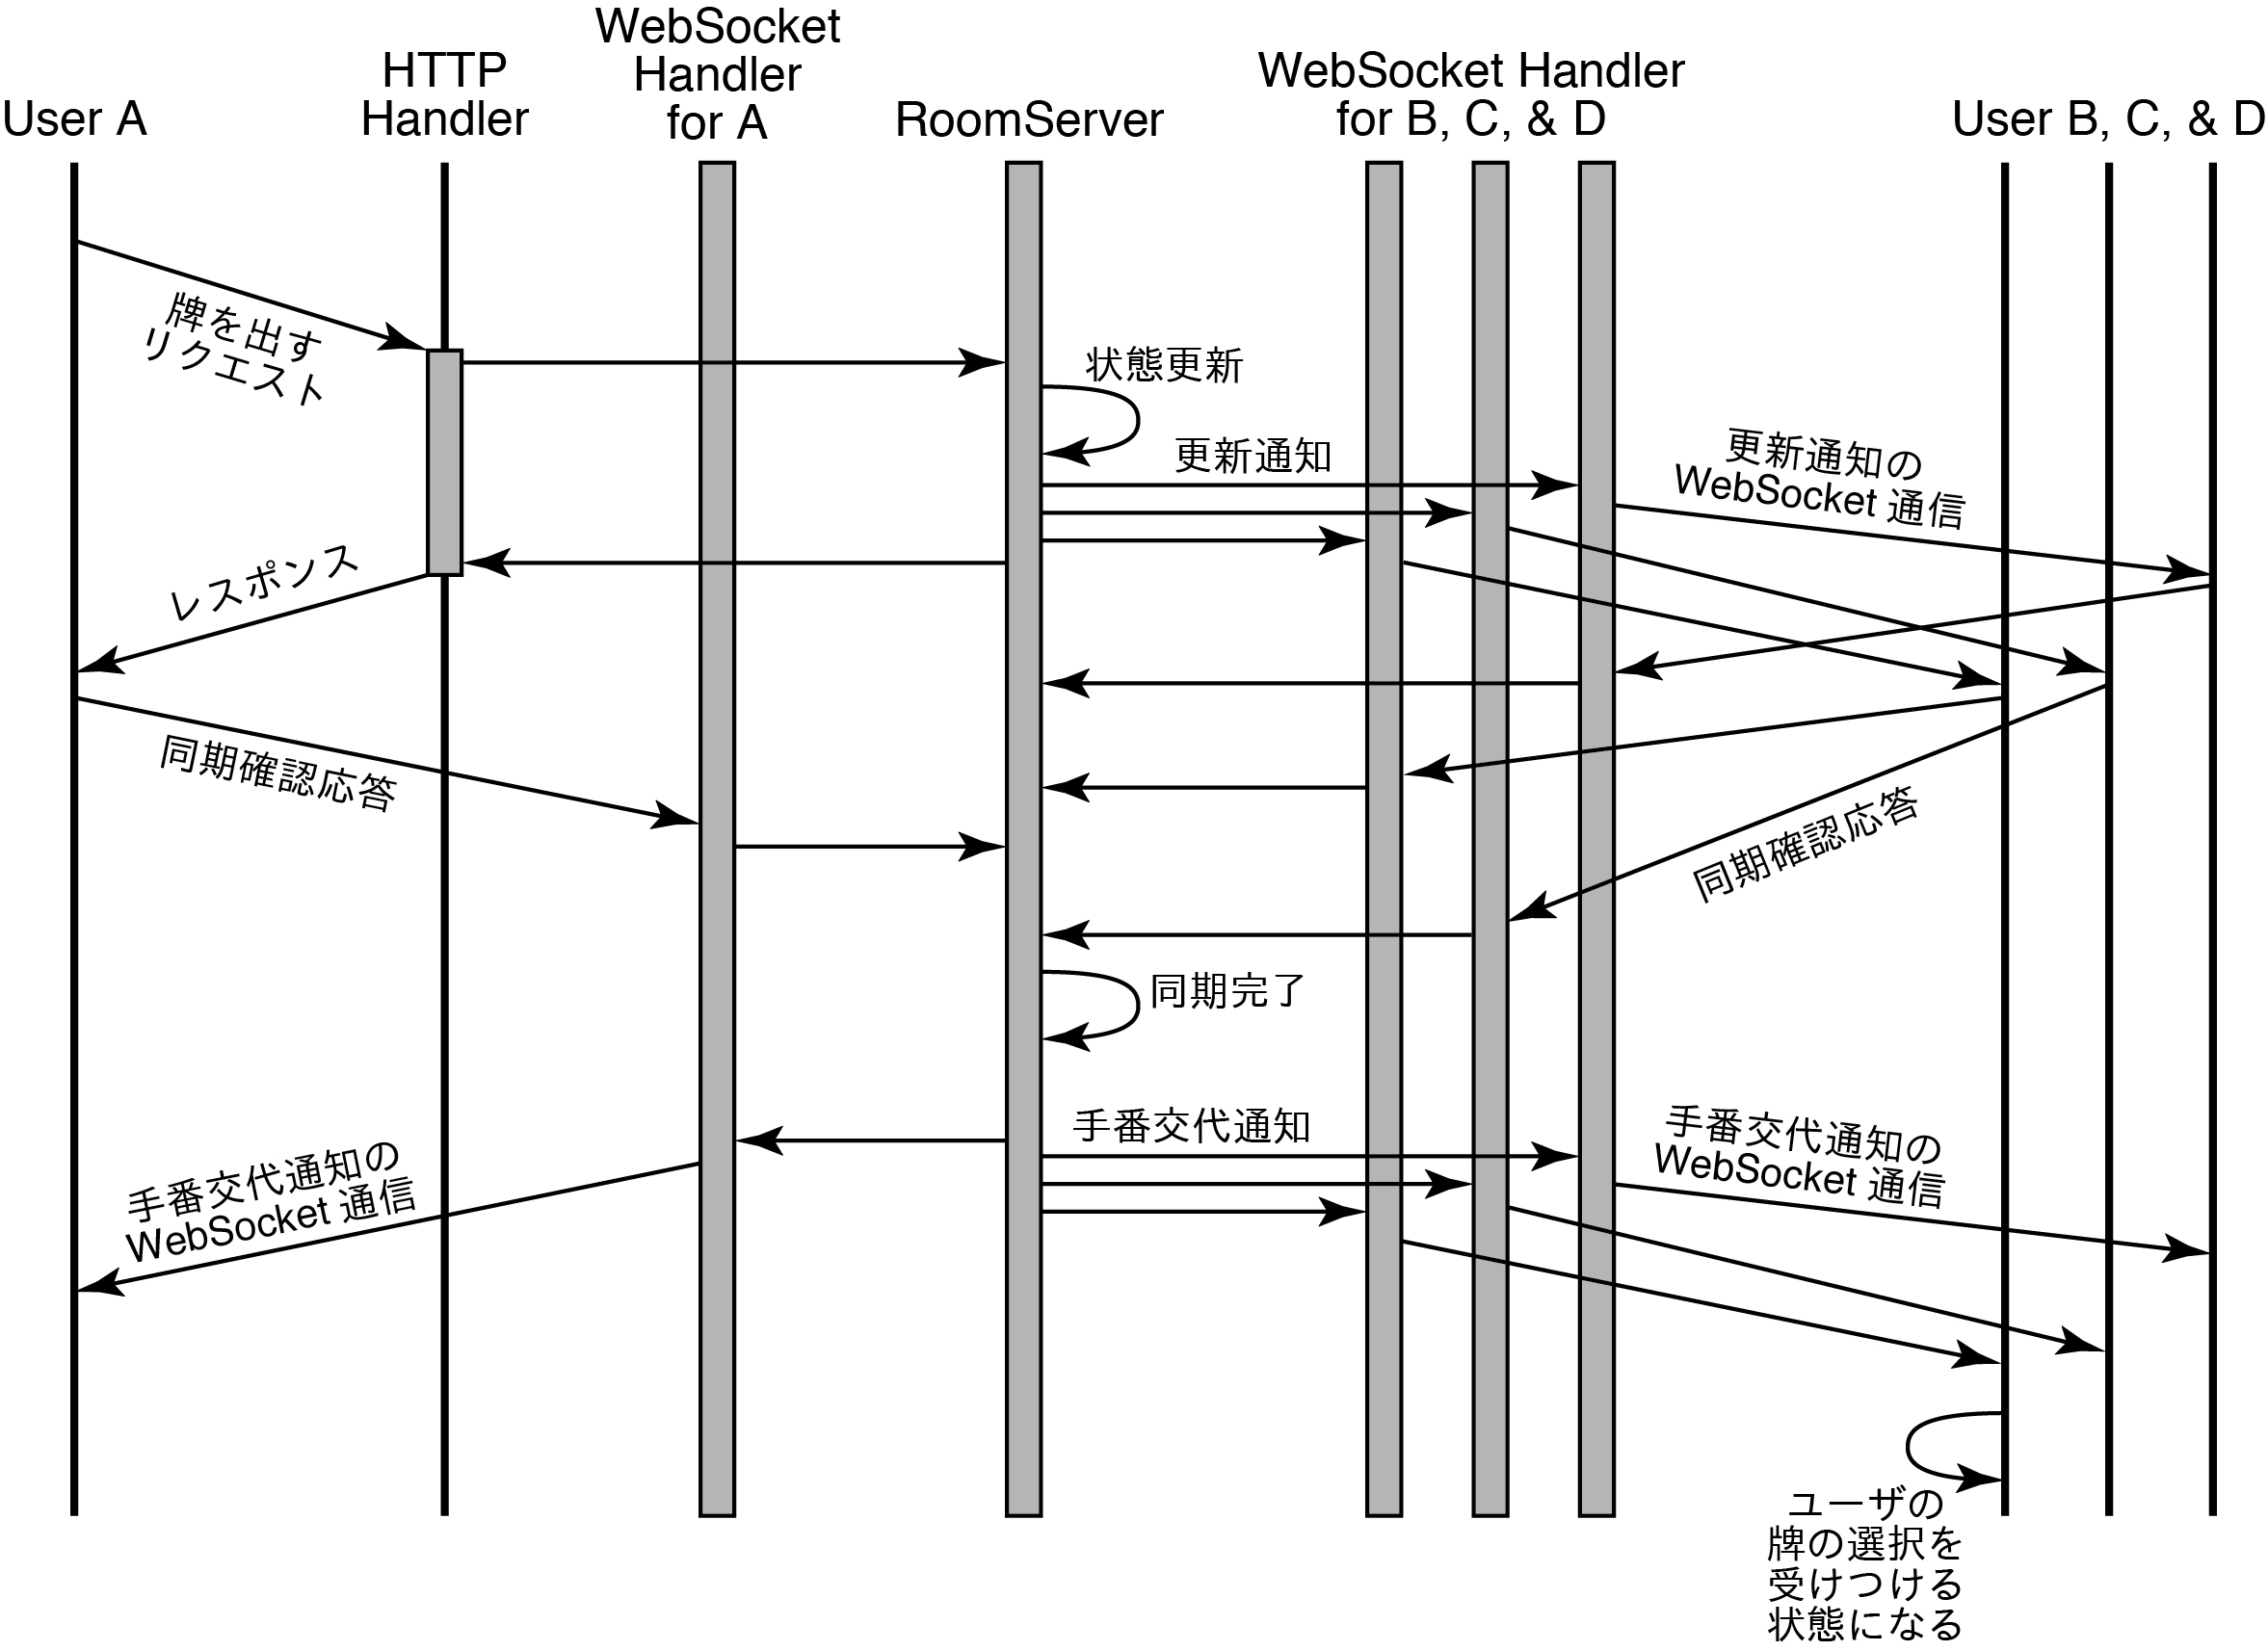 User A
HTTP
Handler
WebSocket
Handler
for A
RoomServer
WebSocket Handler
for B, C, & D
User B, C, & D
牌を出す
リクエスト
状態更新
更新通知
更新通知の
WebSocket 通信
レスポンス
同期確認応答
同期確認応答
同期完了
手番交代通知
手番交代通知の
WebSocket 通信
手番交代通知の
WebSocket 通信
ユーザの
牌の選択を
受けつける
状態になる